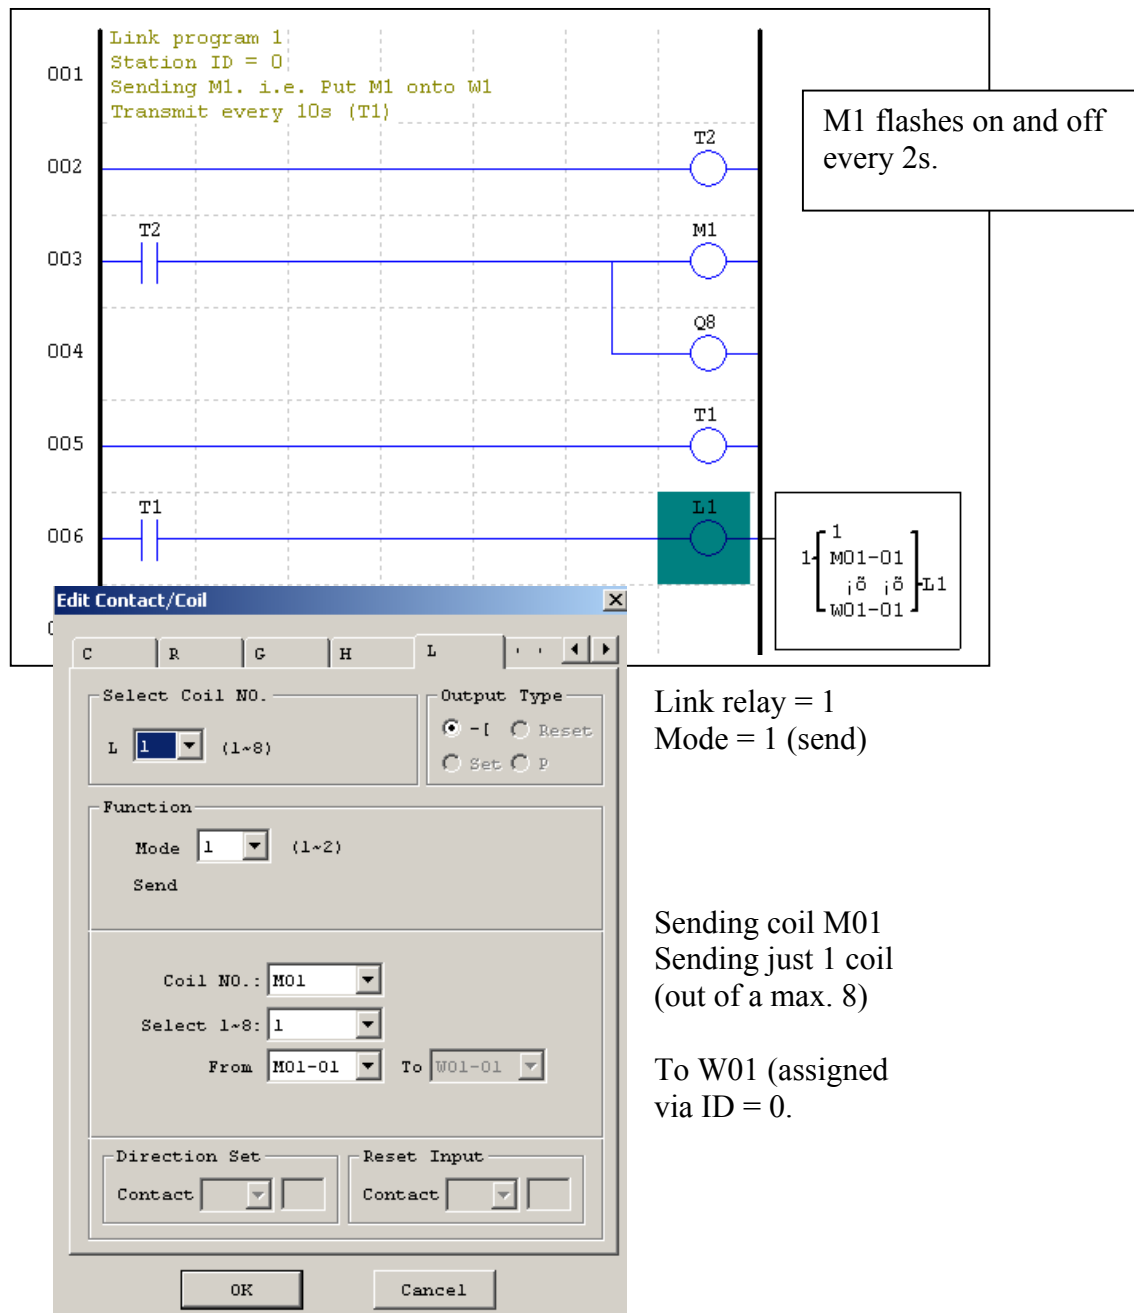 Link program 1
Station ID = 0
Sending M1. i.e. Put M1 onto W1
Transmit every 10s (T1)
001
M1 flashes on and off
every 2s.
T2
002
T2
M1
003
Q8
004
T1
005
T1
L1
006
1
1
M01-01
¡õ ¡õ
L1
W01-01
Edit Contact/Coil
C R G H L
Select Coil NO.
L 1 (1~8)
Output Type
-[ Reset
Set P
Link relay = 1
Mode = 1 (send)
Function
Mode 1 (1~2)
Send
Sending coil M01
Sending just 1 coil
(out of a max. 8)
Coil NO.: M01
Select 1~8: 1
From M01-01 To W01-01
To W01 (assigned
via ID = 0.
Direction Set
Contact
Reset Input
Contact
OK Cancel